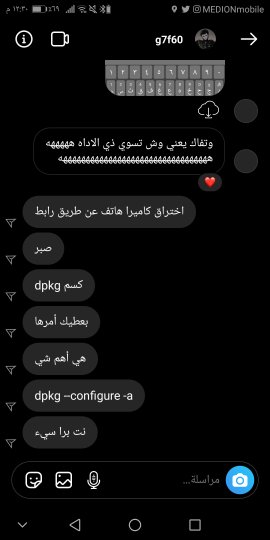 MEDIONmobile
١٢:٣٠ م
٪٤٦٩
g7f60
١ ٢ ٣ ٤ ٥ ٦ ٧ ٨ ٩ ٠
وتفاك يعني وش تسوي ذي الاداه هههههه
هههههههههههههههههههههههههههههههههه
اختراق كاميرا هاتف عن طريق رابط
صبر
كسم dpkg
بعطيك أمرها
هي أهم شي
dpkg --configure -a
نت برا سيء
مراسلة...